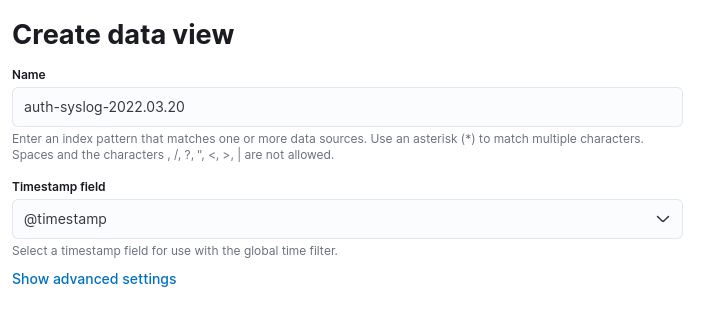 Create data view
Name
auth-syslog-2022.03.20
Enter an index pattern that matches one or more data sources. Use an asterisk (*) to match multiple characters.
Spaces and the characters , /, ?, ", <, >, | are not allowed.
Timestamp field
@timestamp
Select a timestamp field for use with the global time filter.
Show advanced settings